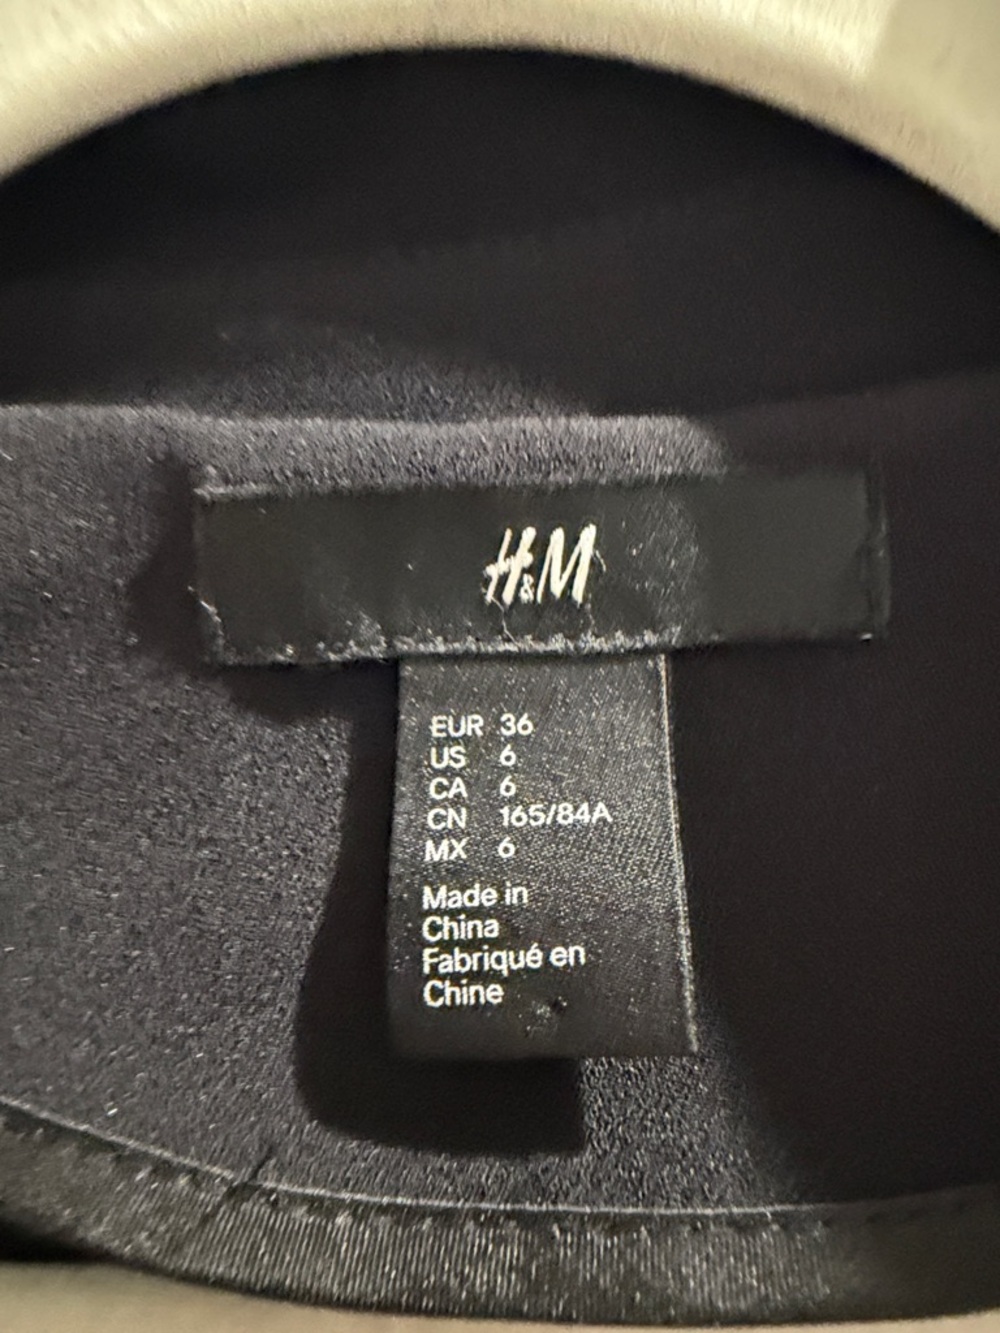 H&M
EUR 36
US 6
CA 6
CN 165/84A
MX 6
Made in
China
Fabriqué en
Chine